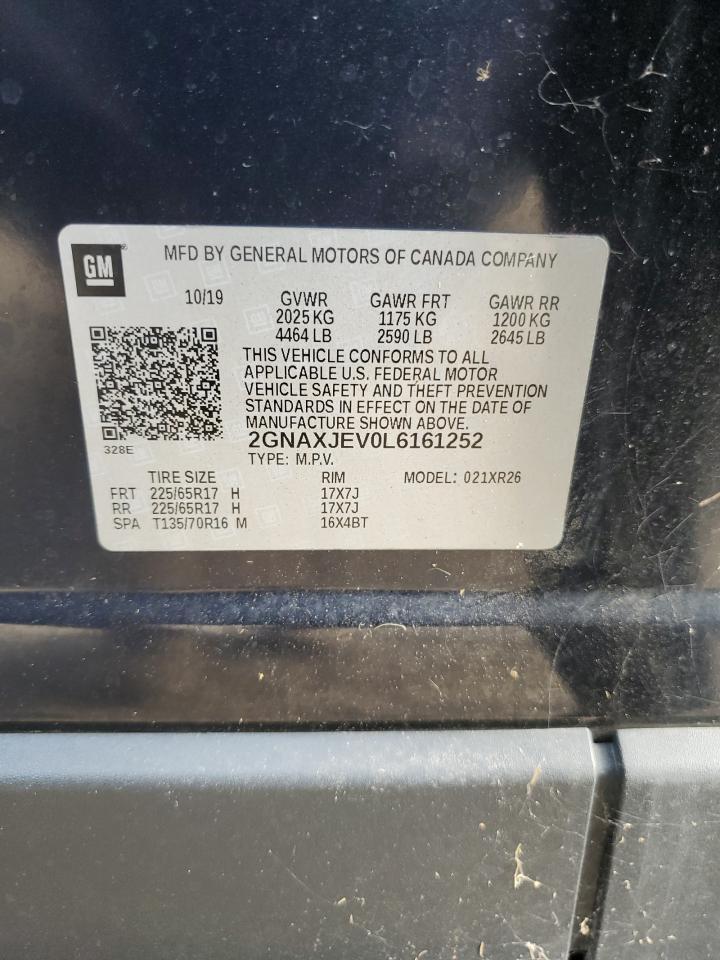 GM
MFD BY GENERAL MOTORS OF CANADA COMPANY
10/19 GVWR GAWR FRT GAWR RR
2025 KG 1175 KG 1200 KG
4464 LB 2590 LB 2645 LB
THIS VEHICLE CONFORMS TO ALL
APPLICABLE U.S. FEDERAL MOTOR
VEHICLE SAFETY AND THEFT PREVENTION
STANDARDS IN EFFECT ON THE DATE OF
MANUFACTURE SHOWN ABOVE.
328E
2GNAXJEV0L6161252
TYPE: M.P.V.
TIRE SIZE RIM MODEL: 021XR26
FRT 225/65R17 H 17X7J
RR 225/65R17 H 17X7J
SPA T135/70R16 M 16X4BT